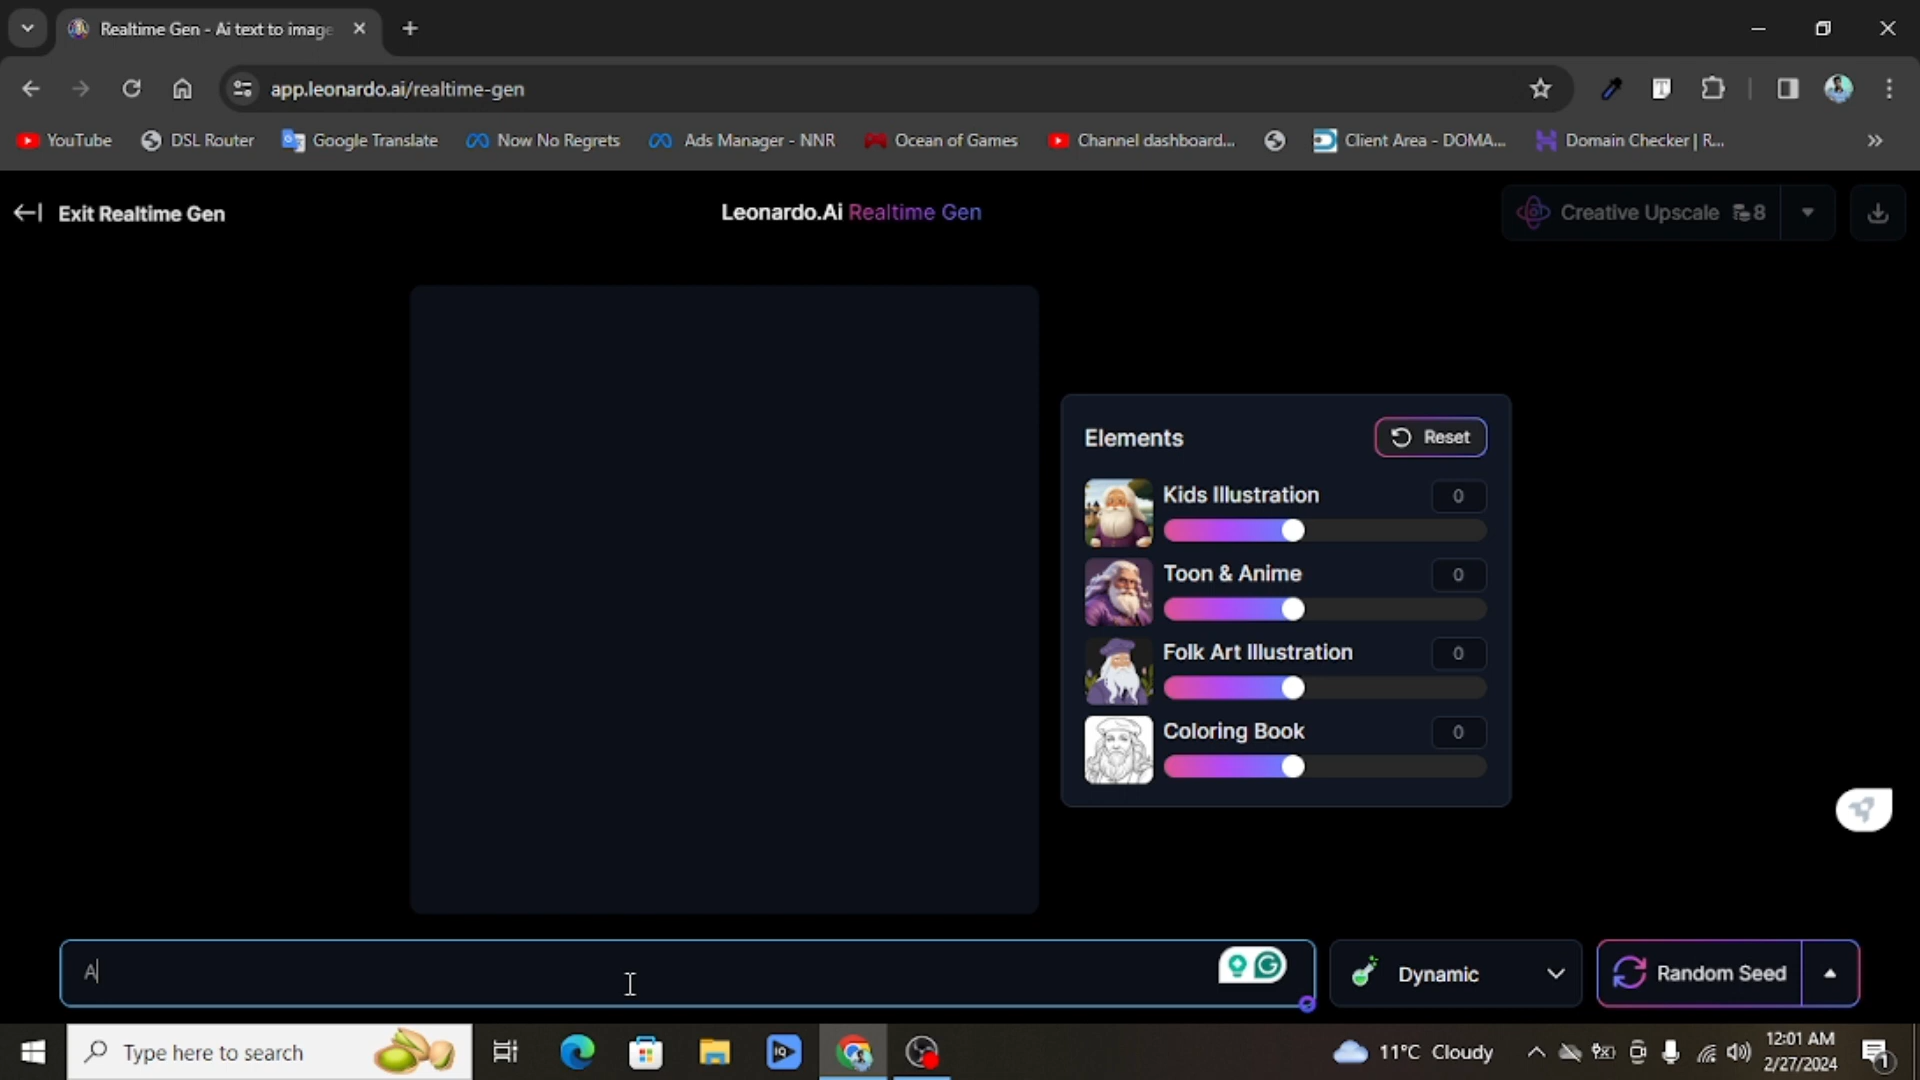 Realtime Gen - Ai text to image
app.leonardo.ai/realtime-gen
YouTube DSL Router Google Translate Now No Regrets Ads Manager - NNR Ocean of Games Channel dashboard... Client Area - DOMA... Domain Checker | R...
Exit Realtime Gen
Leonardo.Ai Realtime Gen
Creative Upscale 8
Elements
Reset
Kids Illustration 0
Toon & Anime 0
Folk Art Illustration 0
Coloring Book 0
A
Dynamic
Random Seed
Type here to search
11°C Cloudy
12:01 AM
2/27/2024
1